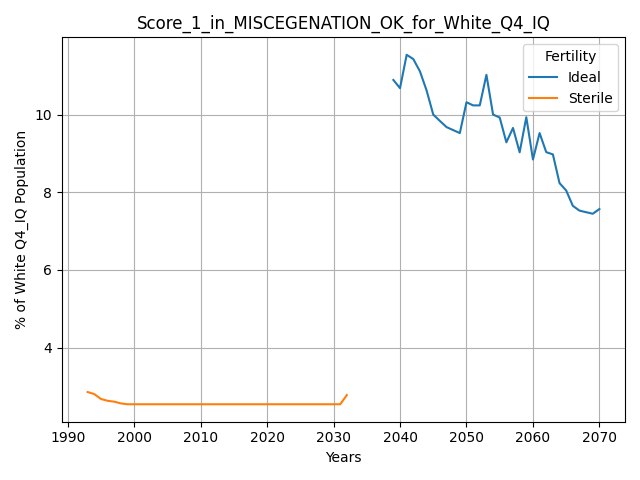 Score_1_in_MISCEGENATION_OK_for_White_Q4_IQ
Fertility
Ideal
Sterile
% of White Q4_IQ Population
10
8
6
4
1990 2000 2010 2020 2030 2040 2050 2060 2070
Years